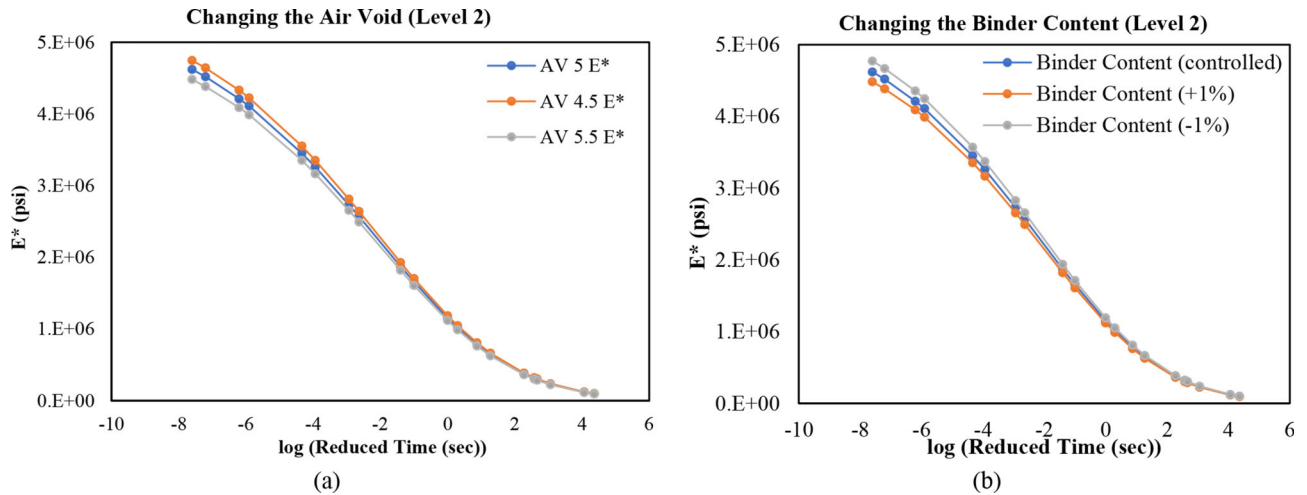 Changing the Air Void (Level 2)
5.E+06
4.E+06
3.E+06
2.E+06
1.E+06
0.E+00
E* (psi)
AV 5 E*
AV 4.5 E*
AV 5.5 E*
-10 -8 -6 -4 -2 0 2 4 6
log (Reduced Time (sec))
(a)
Changing the Binder Content (Level 2)
5.E+06
4.E+06
3.E+06
2.E+06
1.E+06
0.E+00
E* (psi)
Binder Content (controlled)
Binder Content (+1%)
Binder Content (-1%)
-10 -8 -6 -4 -2 0 2 4 6
log (Reduced Time (sec))
(b)